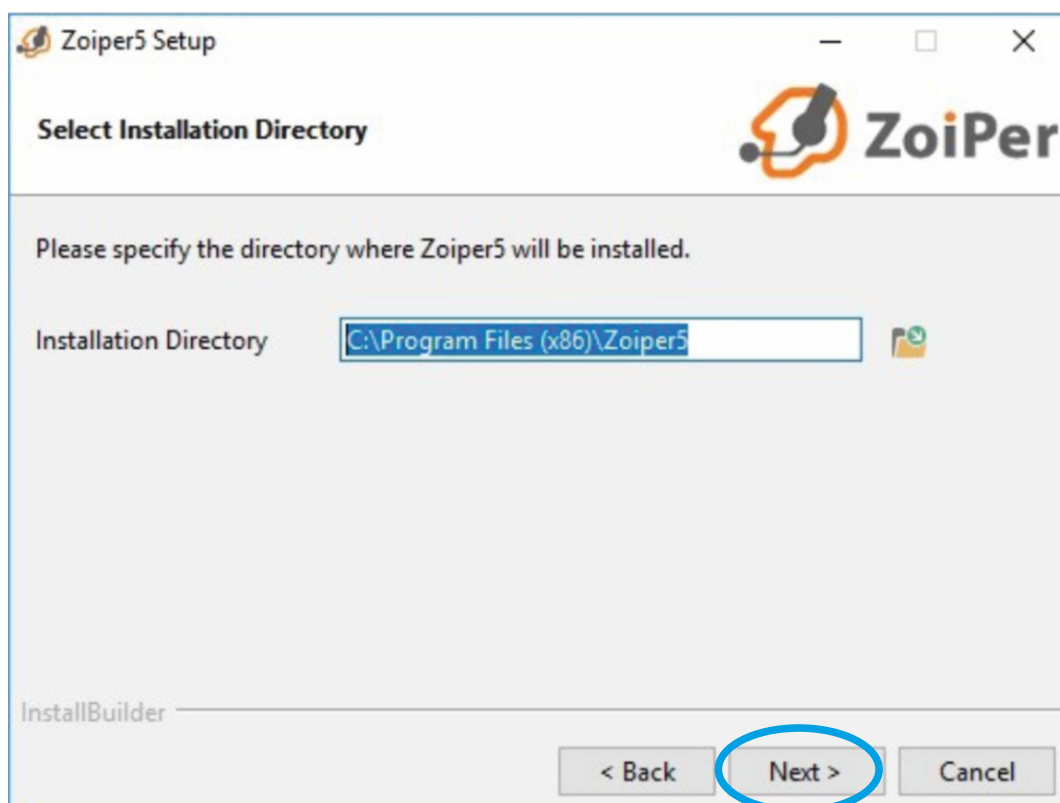 Zoiper5 Setup
Select Installation Directory
ZoiPer
Please specify the directory where Zoiper5 will be installed.
Installation Directory C:\Program Files (x86)\Zoiper5
InstallBuilder
< Back Next > Cancel